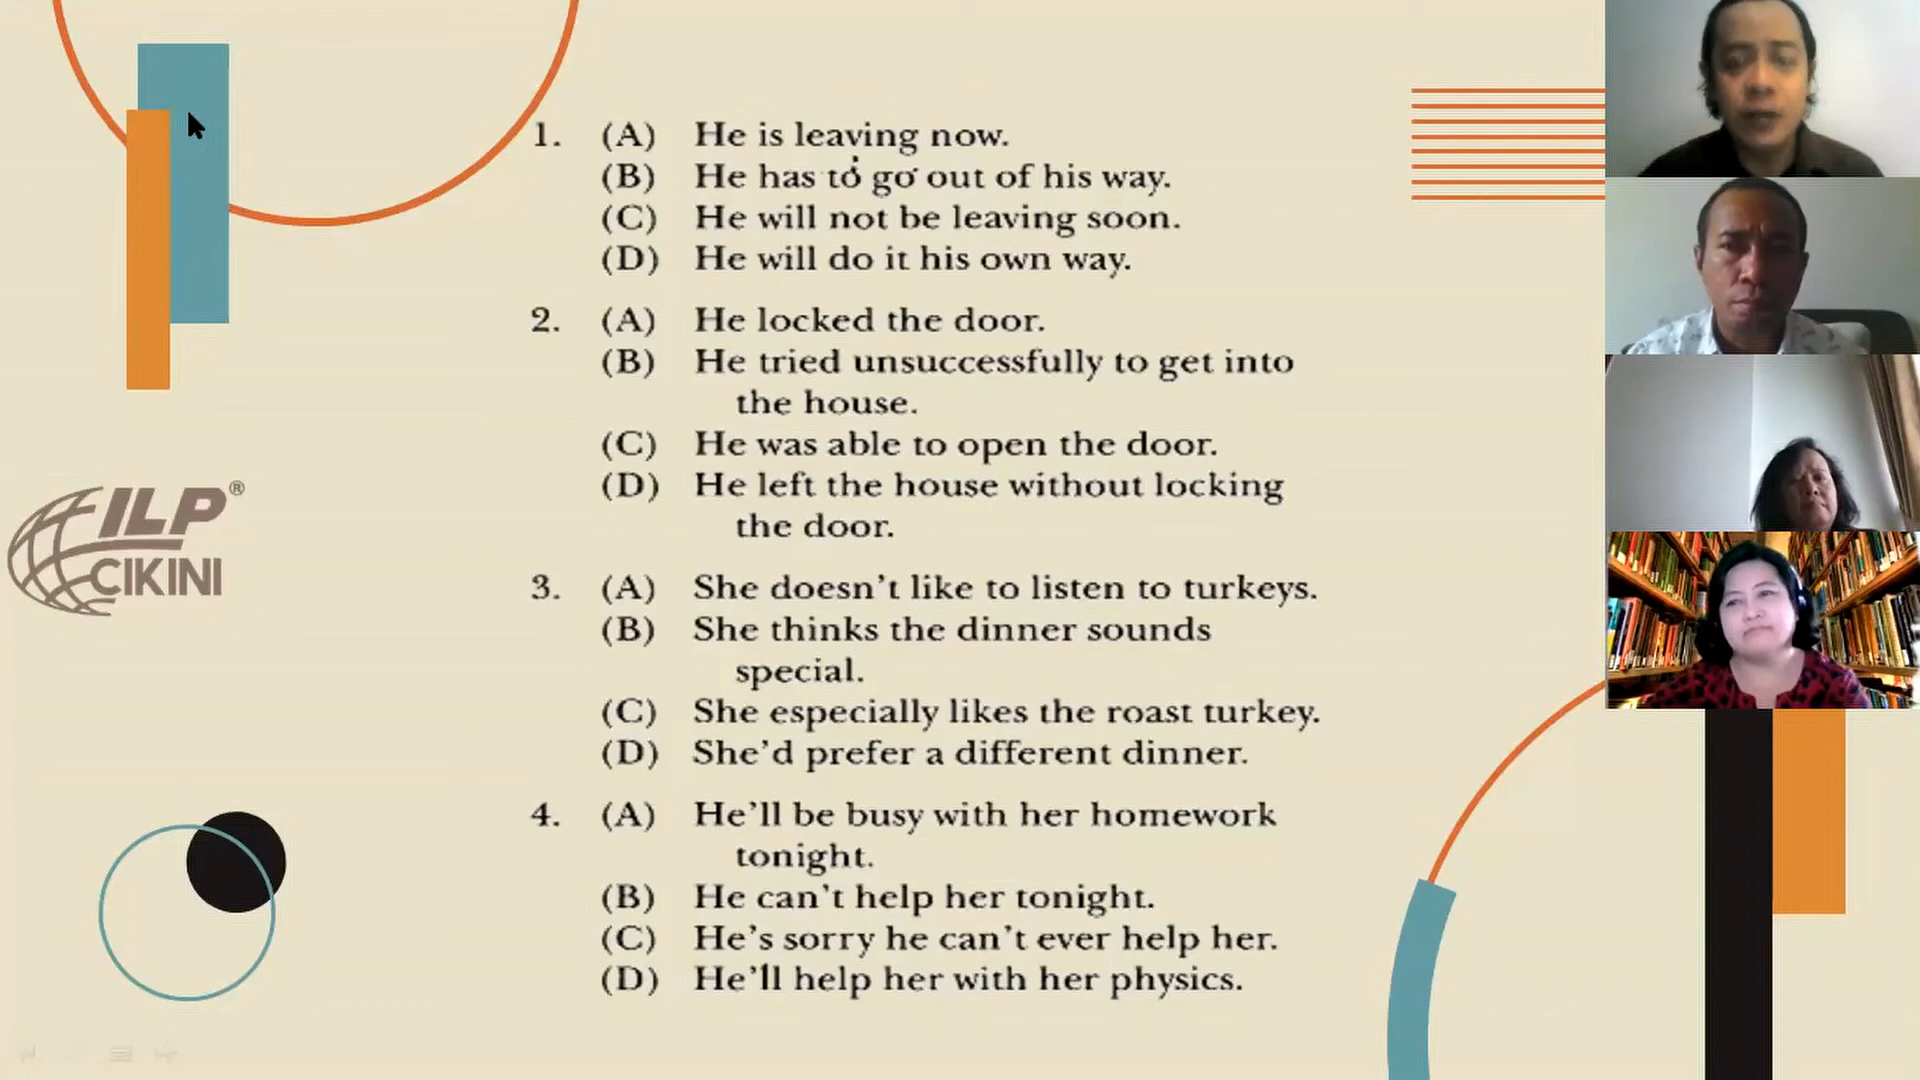 1. (A) He is leaving now.
(B) He has to go out of his way.
(C) He will not be leaving soon.
(D) He will do it his own way.
2. (A) He locked the door.
(B) He tried unsuccessfully to get into
the house.
(C) He was able to open the door.
(D) He left the house without locking
the door.
3. (A) She doesn't like to listen to turkeys.
(B) She thinks the dinner sounds
special.
(C) She especially likes the roast turkey.
(D) She'd prefer a different dinner.
4. (A) He'll be busy with her homework
tonight.
(B) He can't help her tonight.
(C) He's sorry he can't ever help her.
(D) He'll help her with her physics.
ILP®
CIKINI